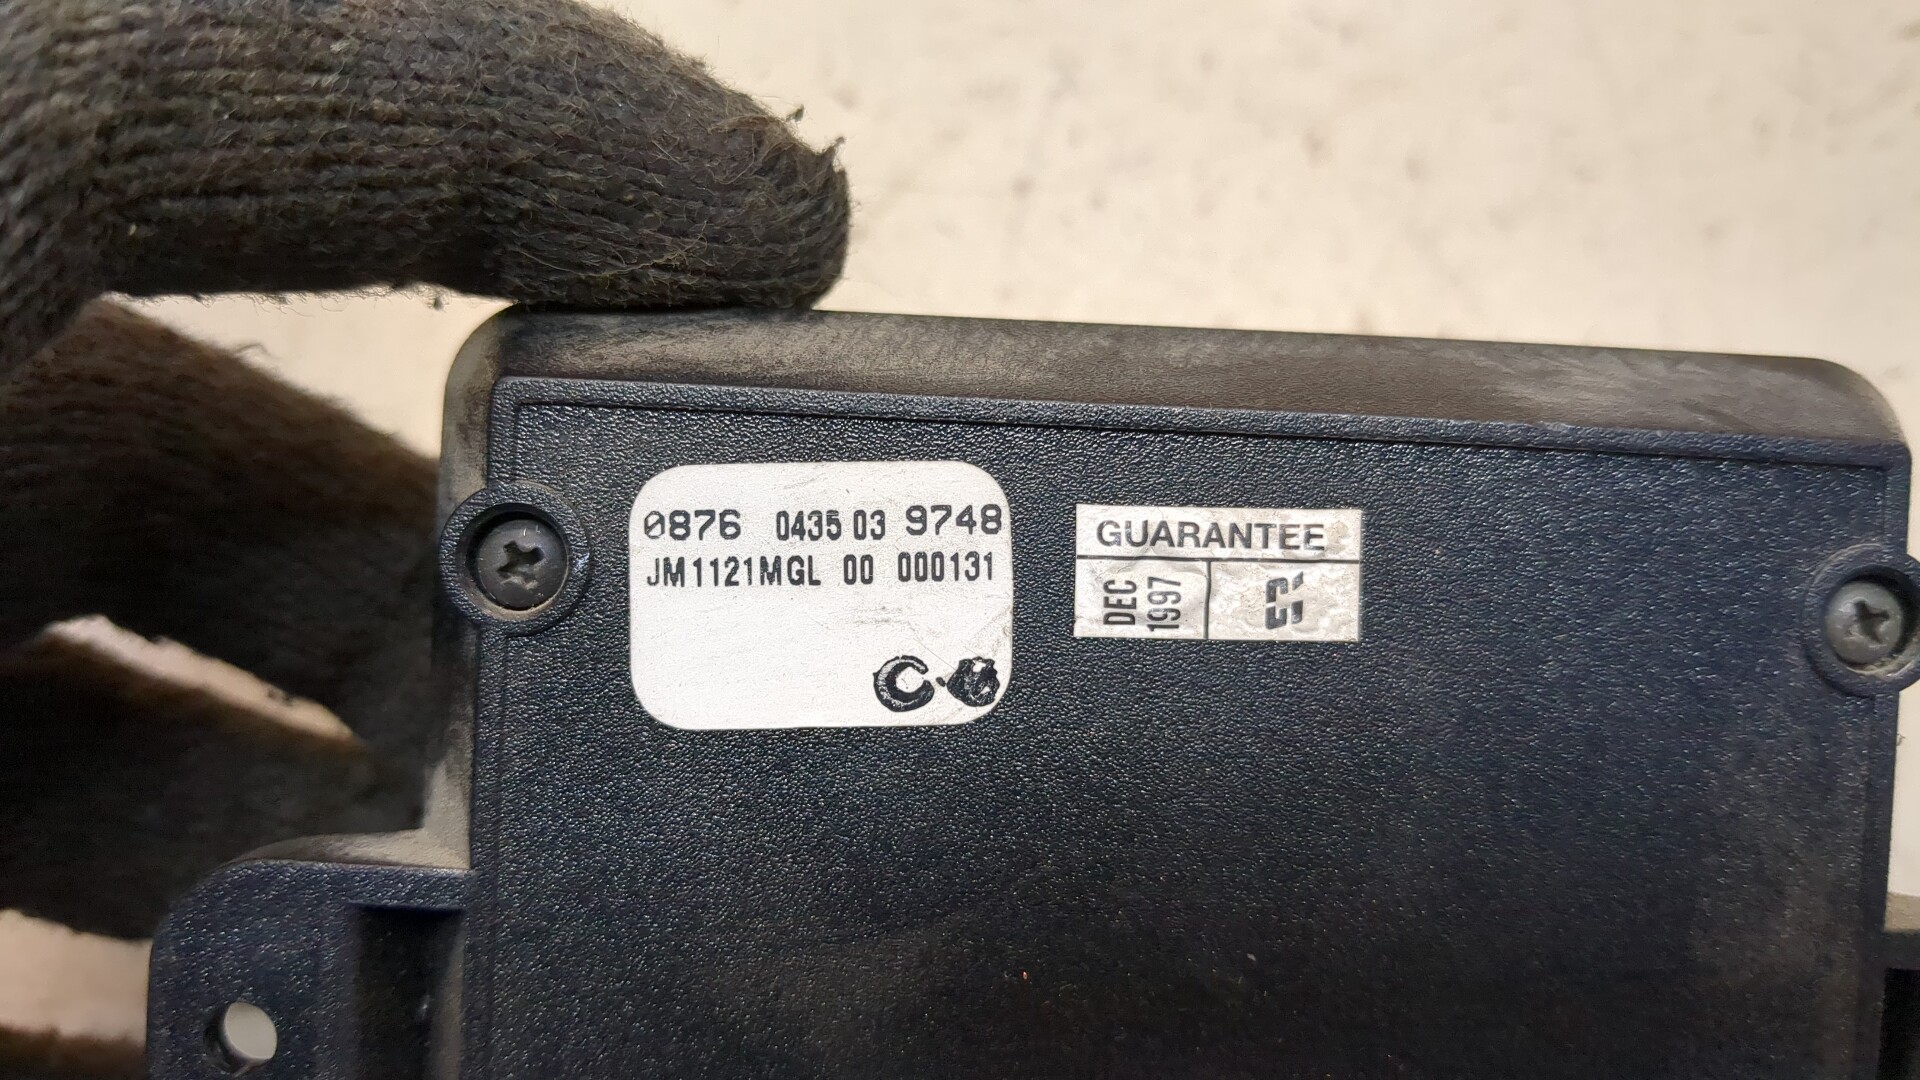 0876 0435 03 9748
JM1121MGL 00 000131
C
GUARANTEE
DEC
1997